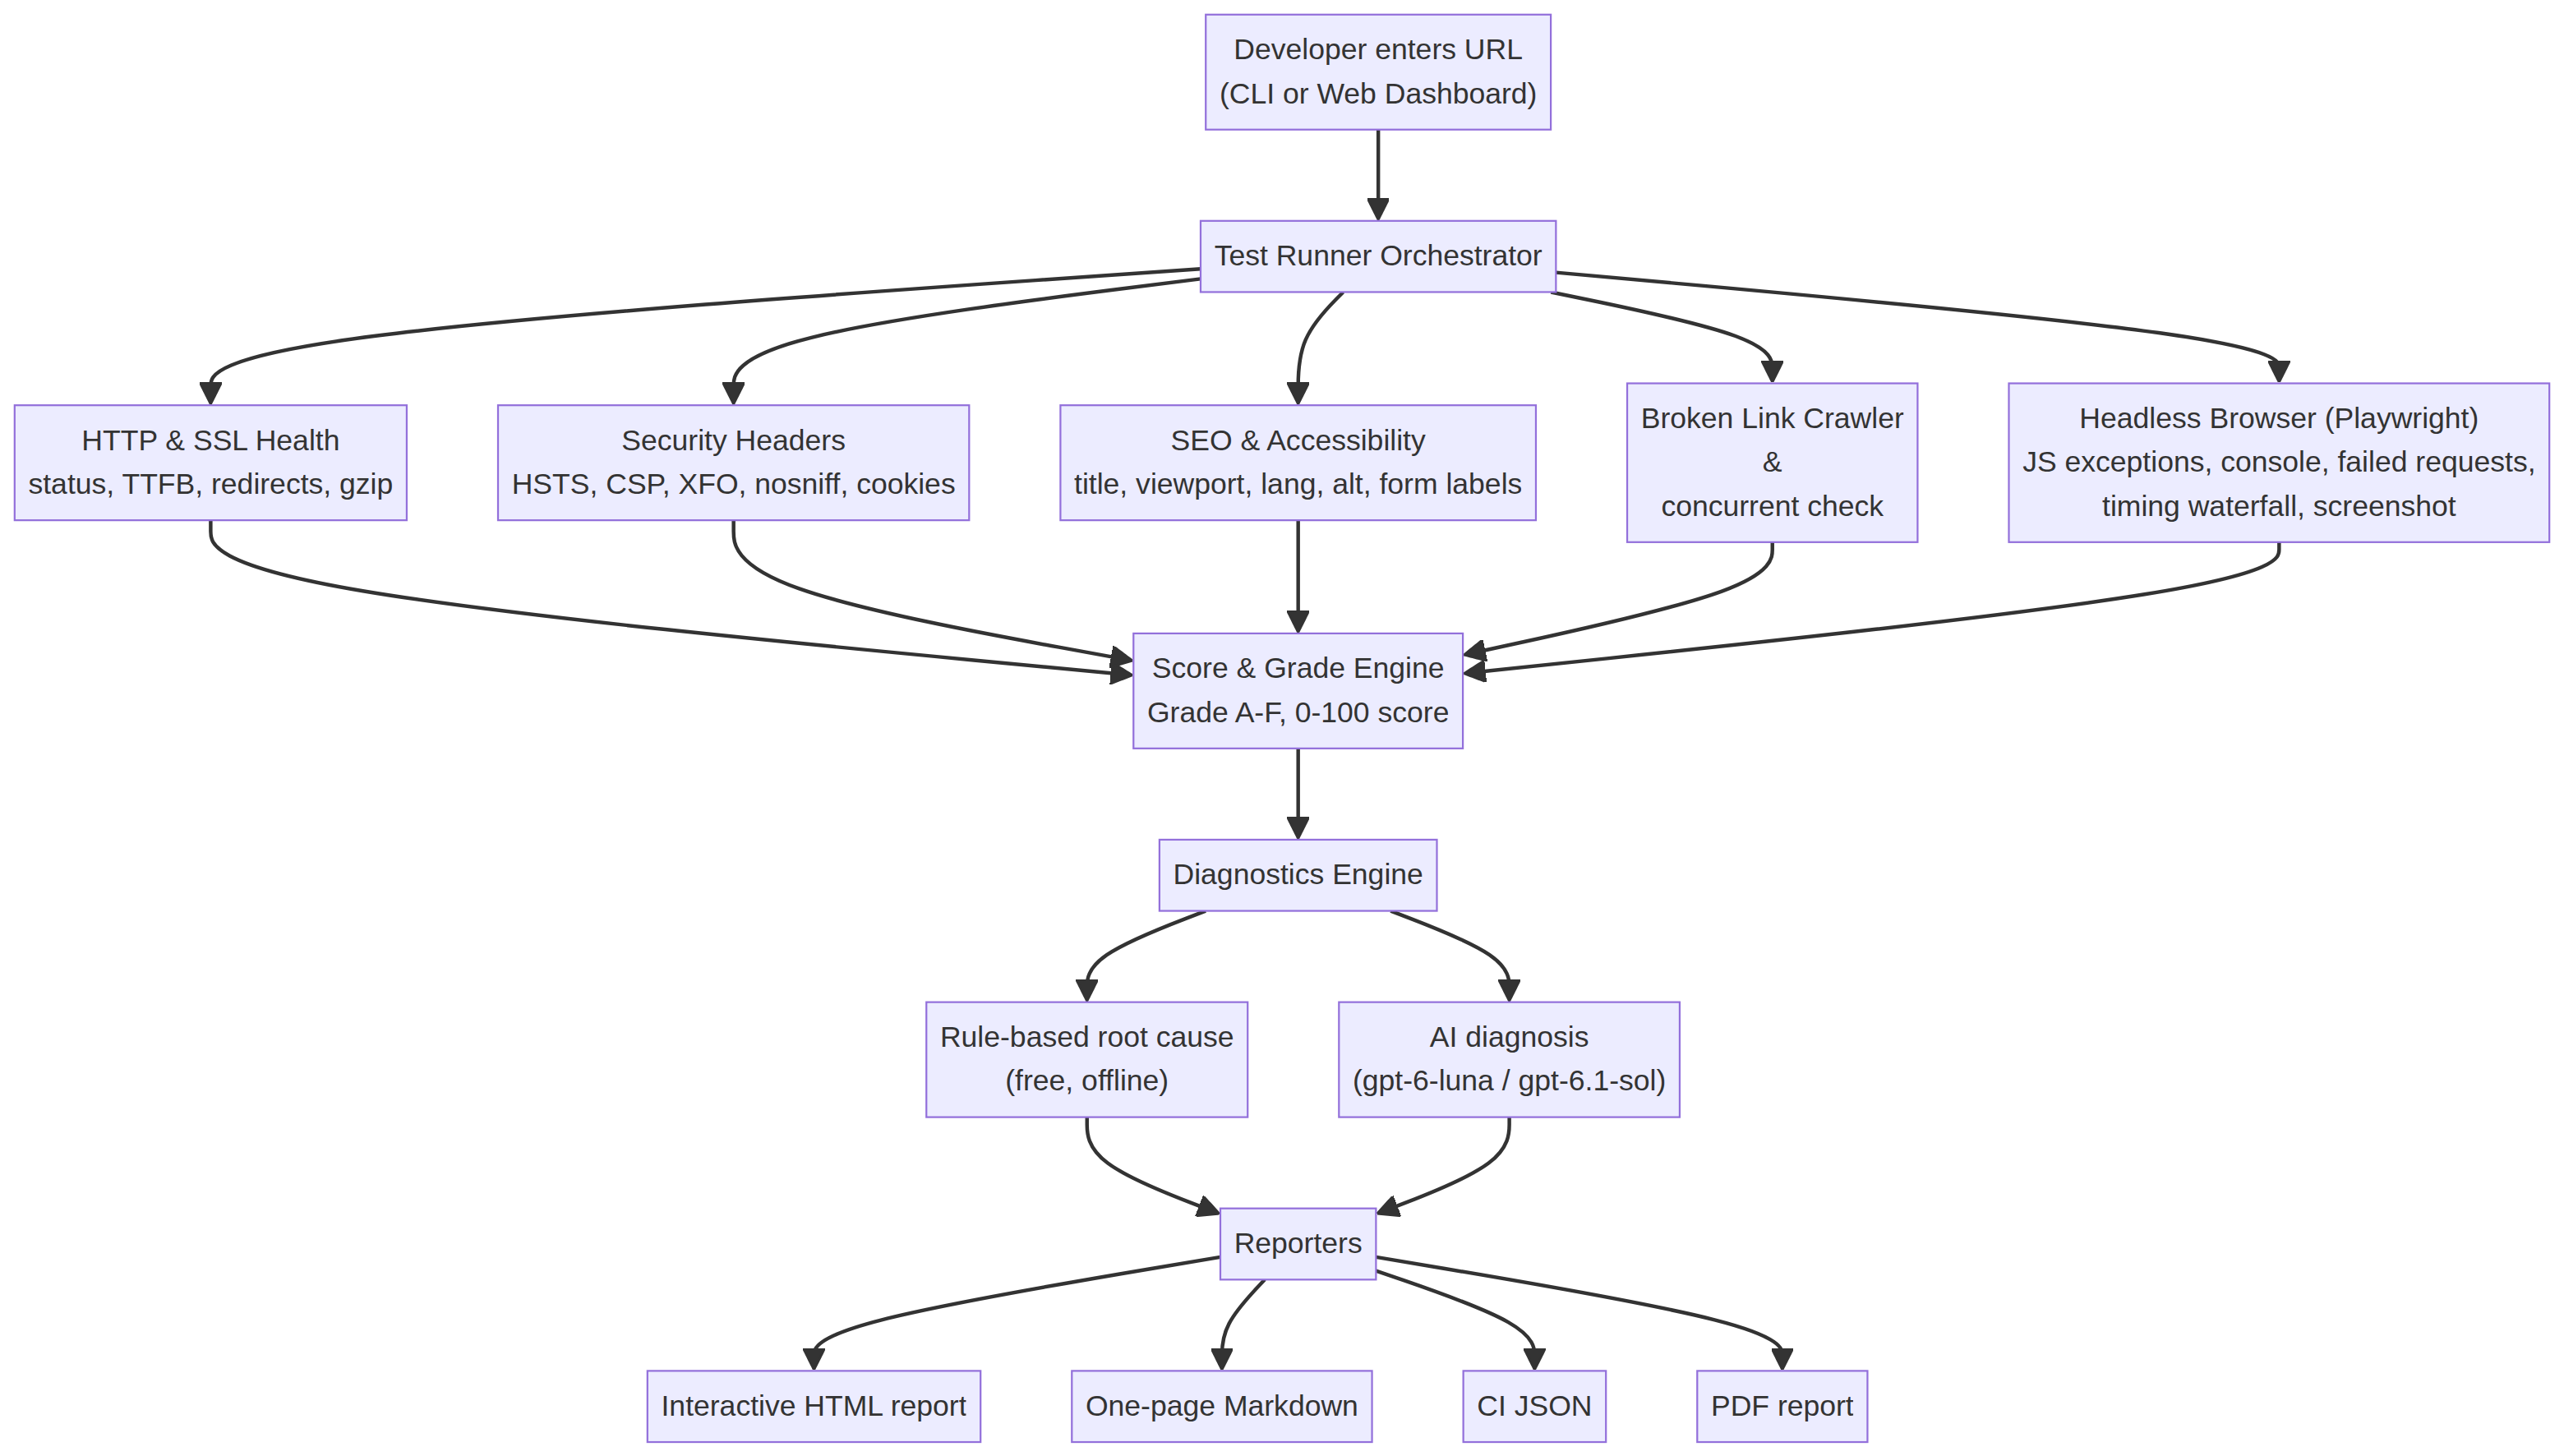 Developer enters URL
(CLI or Web Dashboard)
Test Runner Orchestrator
HTTP & SSL Health
status, TTFB, redirects, gzip
Security Headers
HSTS, CSP, XFO, nosniff, cookies
SEO & Accessibility
title, viewport, lang, alt, form labels
Broken Link Crawler
&
concurrent check
Headless Browser (Playwright)
JS exceptions, console, failed requests,
timing waterfall, screenshot
Score & Grade Engine
Grade A-F, 0-100 score
Diagnostics Engine
Rule-based root cause
(free, offline)
AI diagnosis
(gpt-6-luna / gpt-6.1-sol)
Reporters
Interactive HTML report
One-page Markdown
CI JSON
PDF report